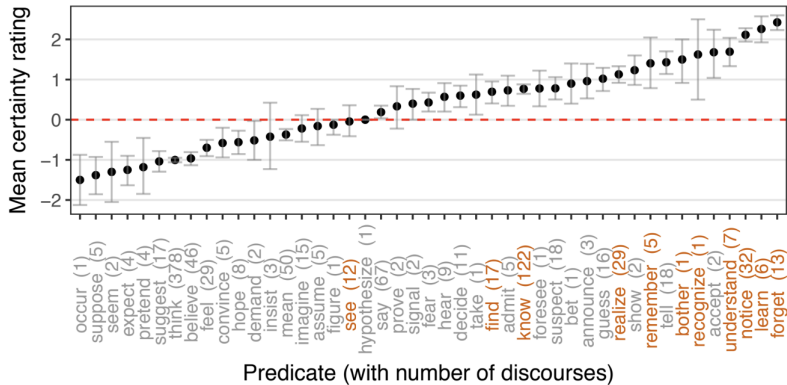 Mean certainty rating
2
1
0
−1
−2
occur (1)
suppose (5)
seem (2)
expect (4)
pretend (4)
suggest (17)
think (378)
believe (46)
feel (29)
convince (5)
hope (8)
demand (2)
insist (3)
mean (50)
imagine (15)
assume (5)
figure (1)
see (12)
hypothesize (1)
say (67)
prove (2)
signal (2)
fear (3)
hear (9)
decide (11)
take (1)
find (17)
admit (5)
know (122)
foresee (1)
suspect (18)
bet (1)
announce (3)
guess (16)
realize (29)
show (2)
remember (5)
tell (18)
bother (1)
recognize (1)
accept (2)
understand (7)
notice (32)
learn (6)
forget (13)
Predicate (with number of discourses)